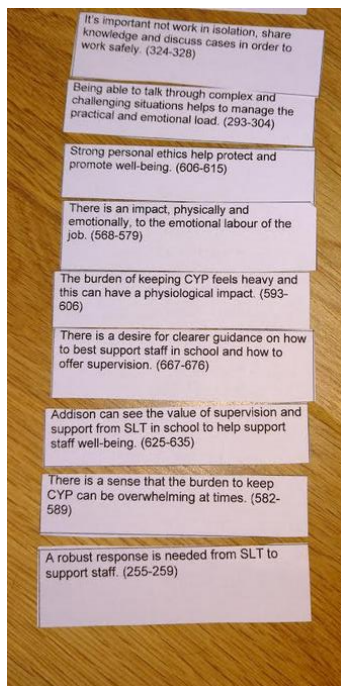 It's important not work in isolation, share
knowledge and discuss cases in order to
work safely. (324-328)
Being able to talk through complex and
challenging situations helps to manage the
practical and emotional load. (293-304)
Strong personal ethics help protect and
promote well-being. (606-615)
There is an impact, physically and
emotionally, to the emotional labour of the
job. (568-579)
The burden of keeping CYP feels heavy and
this can have a physiological impact. (593-
606)
There is a desire for clearer guidance on how
to best support staff in school and how to
offer supervision. (667-676)
Addison can see the value of supervision and
support from SLT in school to help support
staff well-being. (625-635)
There is a sense that the burden to keep
CYP can be overwhelming at times. (582-
589)
A robust response is needed from SLT to
support staff. (255-259)